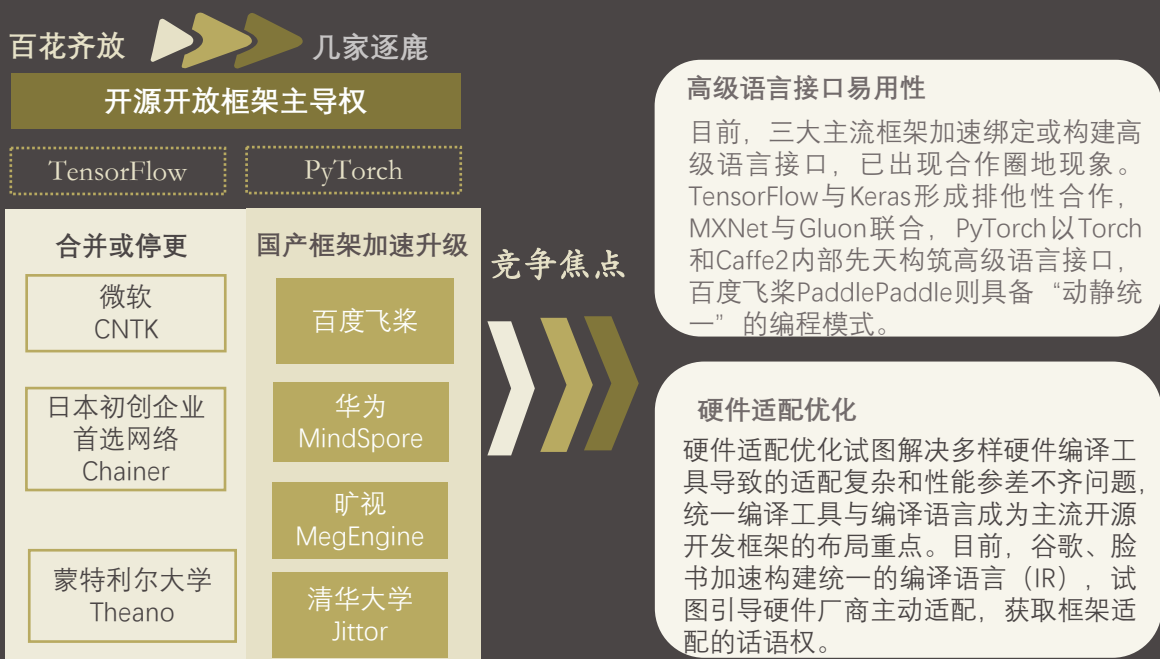 百花齐放
几家逐鹿
开源开放框架主导权
TensorFlow
PyTorch
合并或停更
微软
CNTK
日本初创企业
首选网络
Chainer
蒙特利尔大学
Theano
国产框架加速升级
百度飞桨
华为
MindSpore
旷视
MegEngine
清华大学
Jittor
竞争焦点
高级语言接口易用性
目前，三大主流框架加速绑定或构建高
级语言接口，已出现合作圈地现象。
TensorFlow与Keras形成排他性合作，
MXNet与Gluon联合，PyTorch以Torch
和Caffe2内部先天构筑高级语言接口，
百度飞桨PaddlePaddle则具备“动静统
一”的编程模式。
硬件适配优化
硬件适配优化试图解决多样硬件编译工
具导致的适配复杂和性能参差不齐问题，
统一编译工具与编译语言成为主流开源
开发框架的布局重点。目前，谷歌、脸
书加速构建统一的编译语言（IR），试
图引导硬件厂商主动适配，获取框架适
配的话语权。